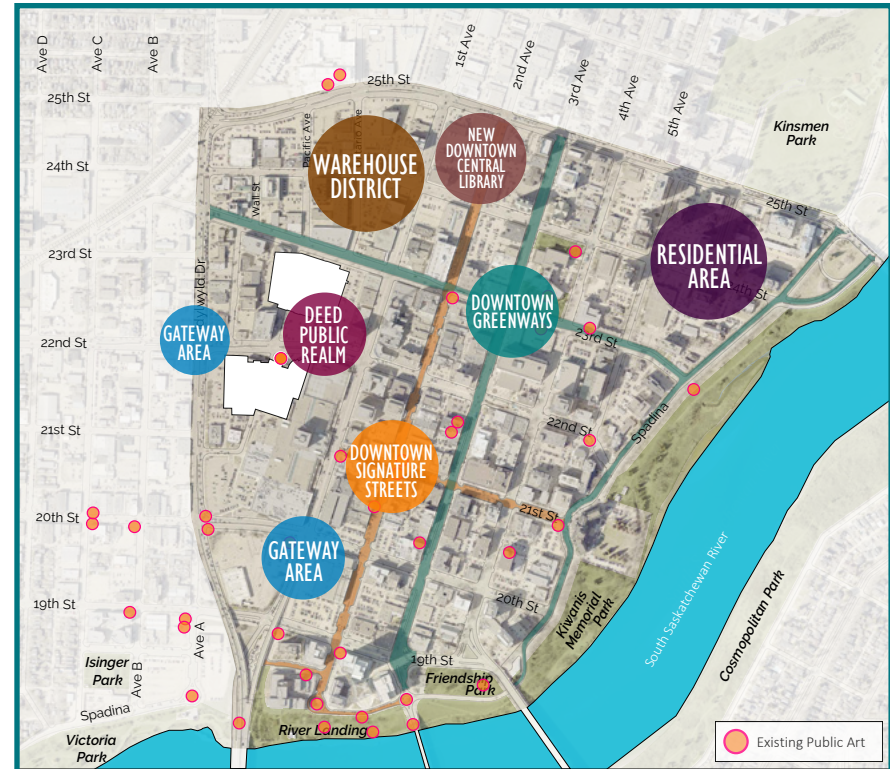 Ave D
Ave C
Ave B
1st Ave
2nd Ave
3rd Ave
4th Ave
5th Ave
25th St
25th St
Kinsmen
Park
24th St
Pacific Ave
Wall St
WAREHOUSE
DISTRICT
NEW
DOWNTOWN
CENTRAL
LIBRARY
25th St
RESIDENTIAL
AREA
23rd St
DOWNTOWN
GREENWAYS
GATEWAY
AREA
DEED
PUBLIC
REALM
22nd St
23rd St
Spadina
21st St
22nd St
DOWNTOWN
SIGNATURE
STREETS
20th St
21st St
GATEWAY
AREA
South Saskatchewan River
19th St
20th St
Kiwanis
Memorial
Park
Cosmopolitan Park
Ave A
Isinger
Park
Ave B
19th St
Friendship
Park
Spadina
River Landing
Victoria
Park
Existing Public Art